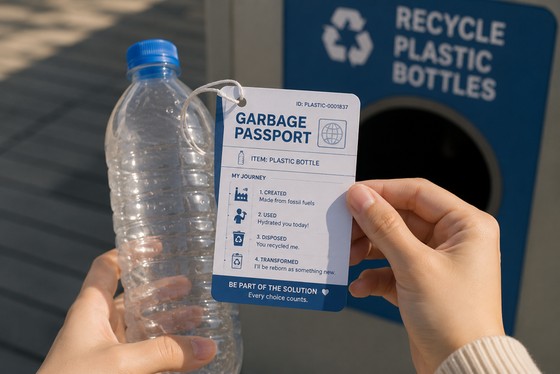 RECYCLE
PLASTIC
BOTTLES
ID: PLASTIC-0001837
GARBAGE
PASSPORT
ITEM: PLASTIC BOTTLE
MY JOURNEY
1. CREATED
Made from fossil fuels
2. USED
Hydrated you today!
3. DISPOSED
You recycled me.
4. TRANSFORMED
I'll be reborn as something new.
BE PART OF THE SOLUTION
Every choice counts.